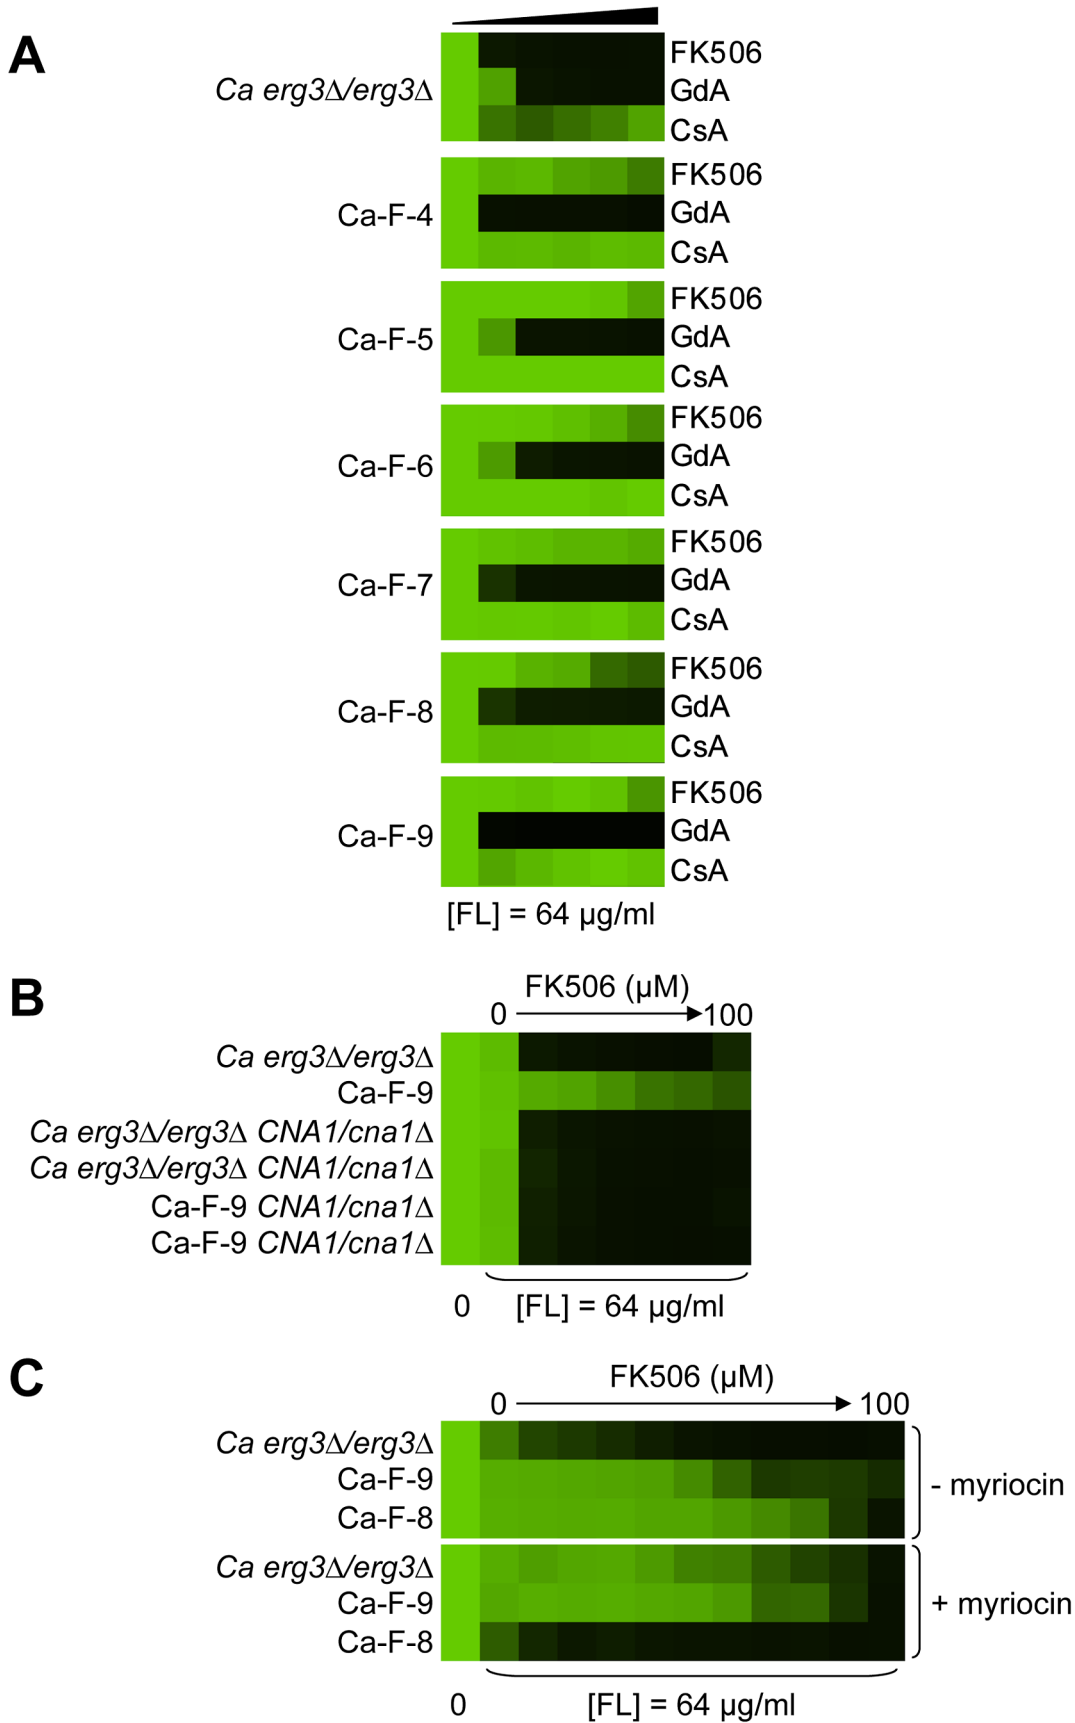 A
FK506
Ca erg3Δ/erg3Δ GdA
CsA
FK506
Ca-F-4 GdA
CsA
FK506
Ca-F-5 GdA
CsA
FK506
Ca-F-6 GdA
CsA
FK506
Ca-F-7 GdA
CsA
FK506
Ca-F-8 GdA
CsA
FK506
Ca-F-9 GdA
CsA
[FL] = 64 µg/ml
B
FK506 (µM)
0 100
Ca erg3Δ/erg3Δ
Ca-F-9
Ca erg3Δ/erg3Δ CNA1/cna1Δ
Ca erg3Δ/erg3Δ CNA1/cna1Δ
Ca-F-9 CNA1/cna1Δ
Ca-F-9 CNA1/cna1Δ
0 [FL] = 64 µg/ml
C
FK506 (µM)
0 100
Ca erg3Δ/erg3Δ
Ca-F-9 - myriocin
Ca-F-8
Ca erg3Δ/erg3Δ
Ca-F-9 + myriocin
Ca-F-8
0 [FL] = 64 µg/ml